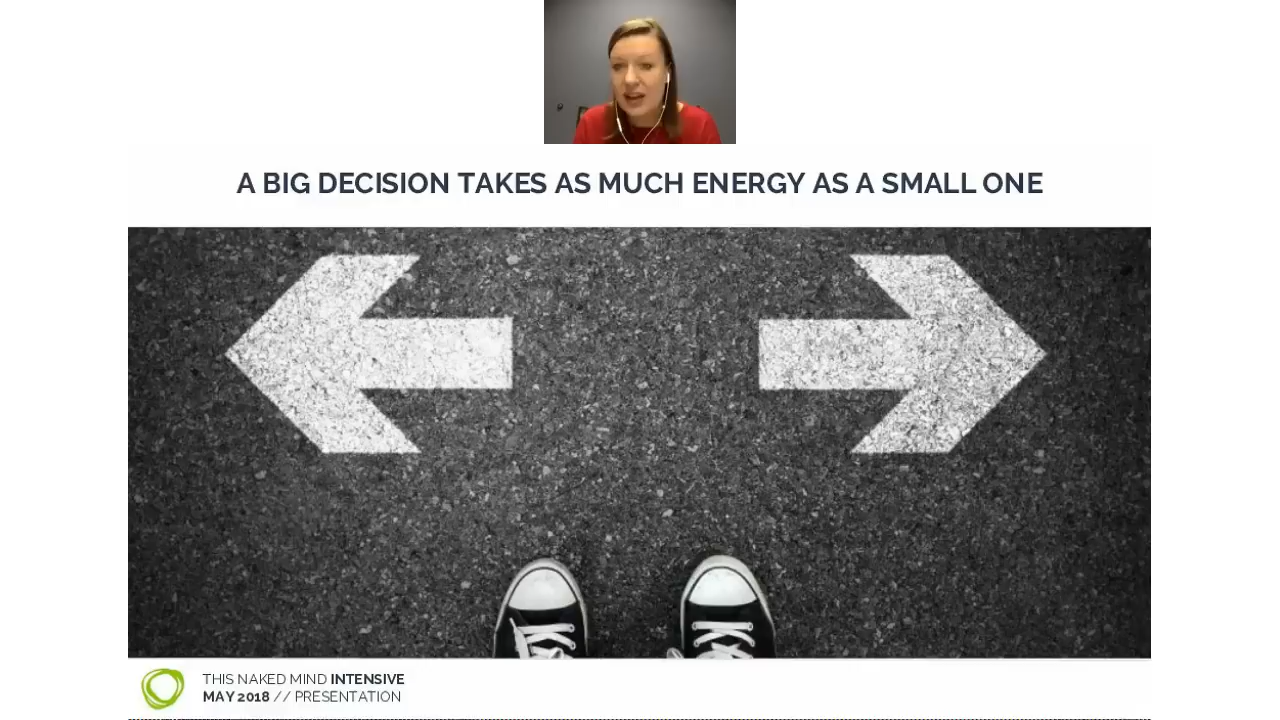 A BIG DECISION TAKES AS MUCH ENERGY AS A SMALL ONE
THIS NAKED MIND INTENSIVE
MAY 2018 // PRESENTATION